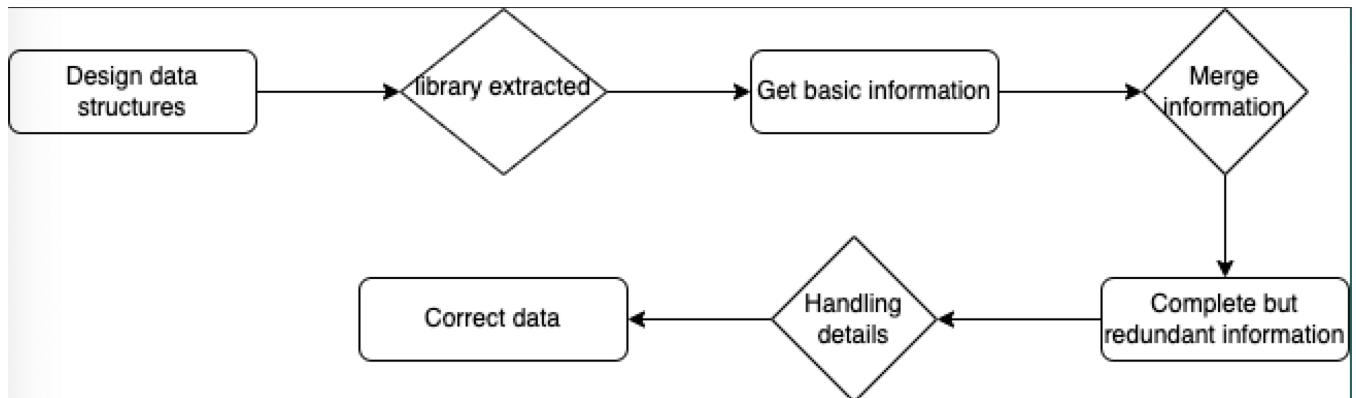 Design data
structures
library extracted
Get basic information
Merge
information
Complete but
redundant information
Handling
details
Correct data